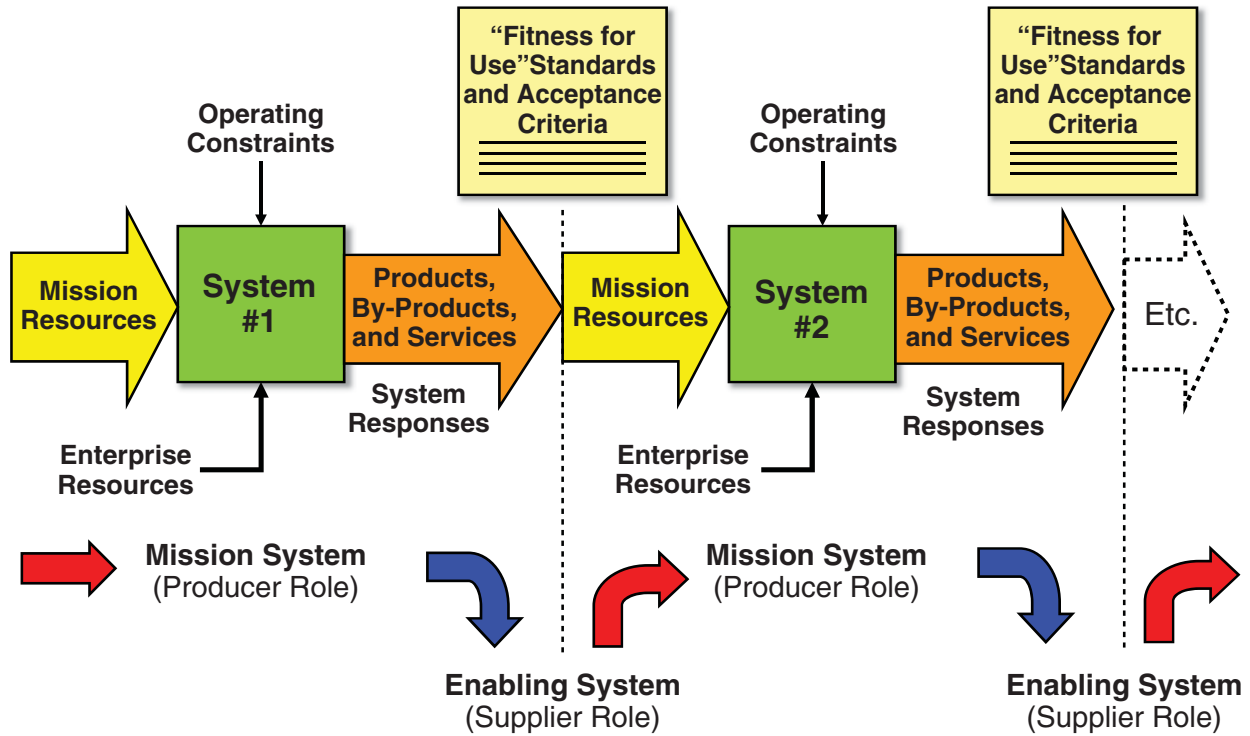 “Fitness for
Use”Standards
and Acceptance
Criteria
“Fitness for
Use”Standards
and Acceptance
Criteria
Operating
Constraints
Operating
Constraints
Mission
Resources
System
#1
Products,
By-Products,
and Services
Mission
Resources
System
#2
Products,
By-Products,
and Services
Etc.
System
Responses
System
Responses
Enterprise
Resources
Enterprise
Resources
Mission System
(Producer Role)
Mission System
(Producer Role)
Enabling System
(Supplier Role)
Enabling System
(Supplier Role)